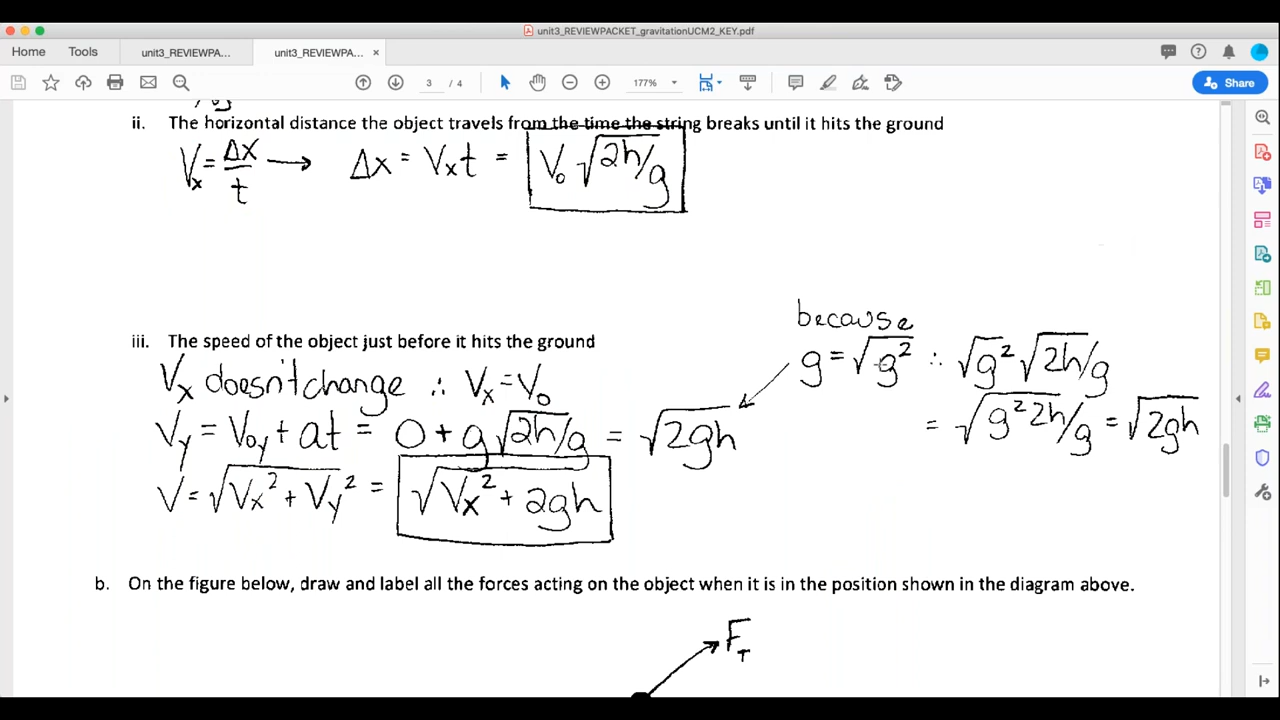 unit3_REVIEWPACKET_gravitationUCM2_KEY.pdf
Home Tools unit3_REVIEWPA... unit3_REVIEWPA... ×
3 / 4 177% Share
ii. The horizontal distance the object travels from the time the string breaks until it hits the ground
Vx = Δx/t → Δx = Vxt = V₀ √2h/g
iii. The speed of the object just before it hits the ground
because
g = √g² ∴ √g² √2h/g
Vx doesn't change ∴ Vx = V₀
= √g²2h/g = √2gh
Vy = V₀y + at = 0 + g√2h/g = √2gh
V = √Vx² + Vy² = √Vx² + 2gh
b. On the figure below, draw and label all the forces acting on the object when it is in the position shown in the diagram above.
F_T